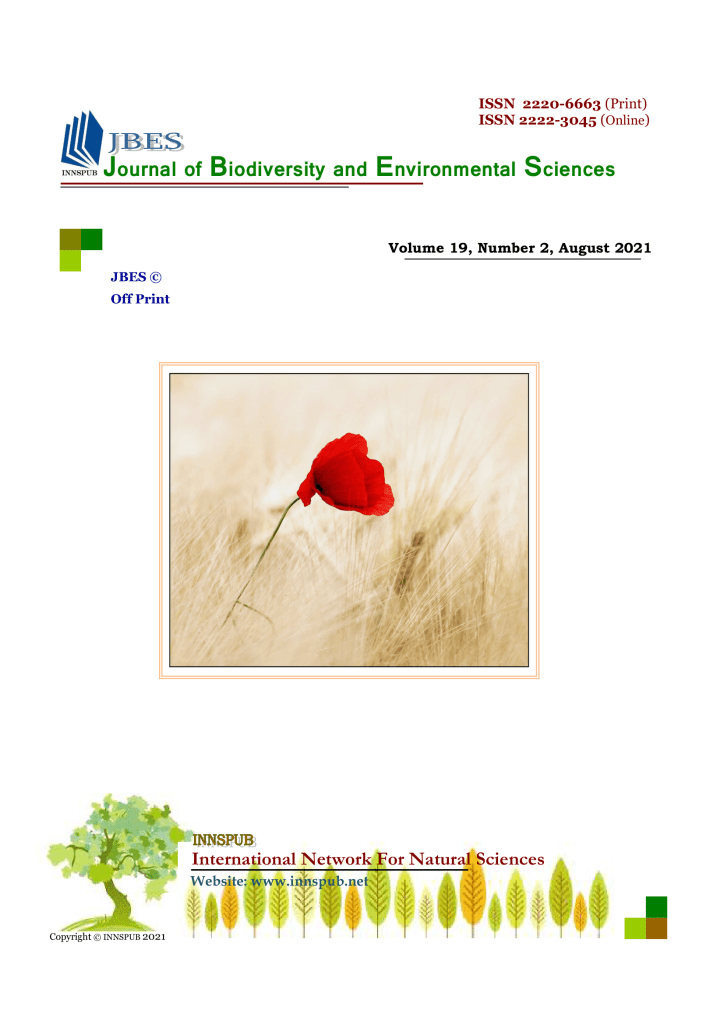 ISSN 2220-6663 (Print)
ISSN 2222-3045 (Online)
JBES
INNSPUB
Journal of Biodiversity and Environmental Sciences
Volume 19, Number 2, August 2021
JBES ©
Off Print
INNSPUB
International Network For Natural Sciences
Website: www.innspub.net
Copyright © INNSPUB 2021